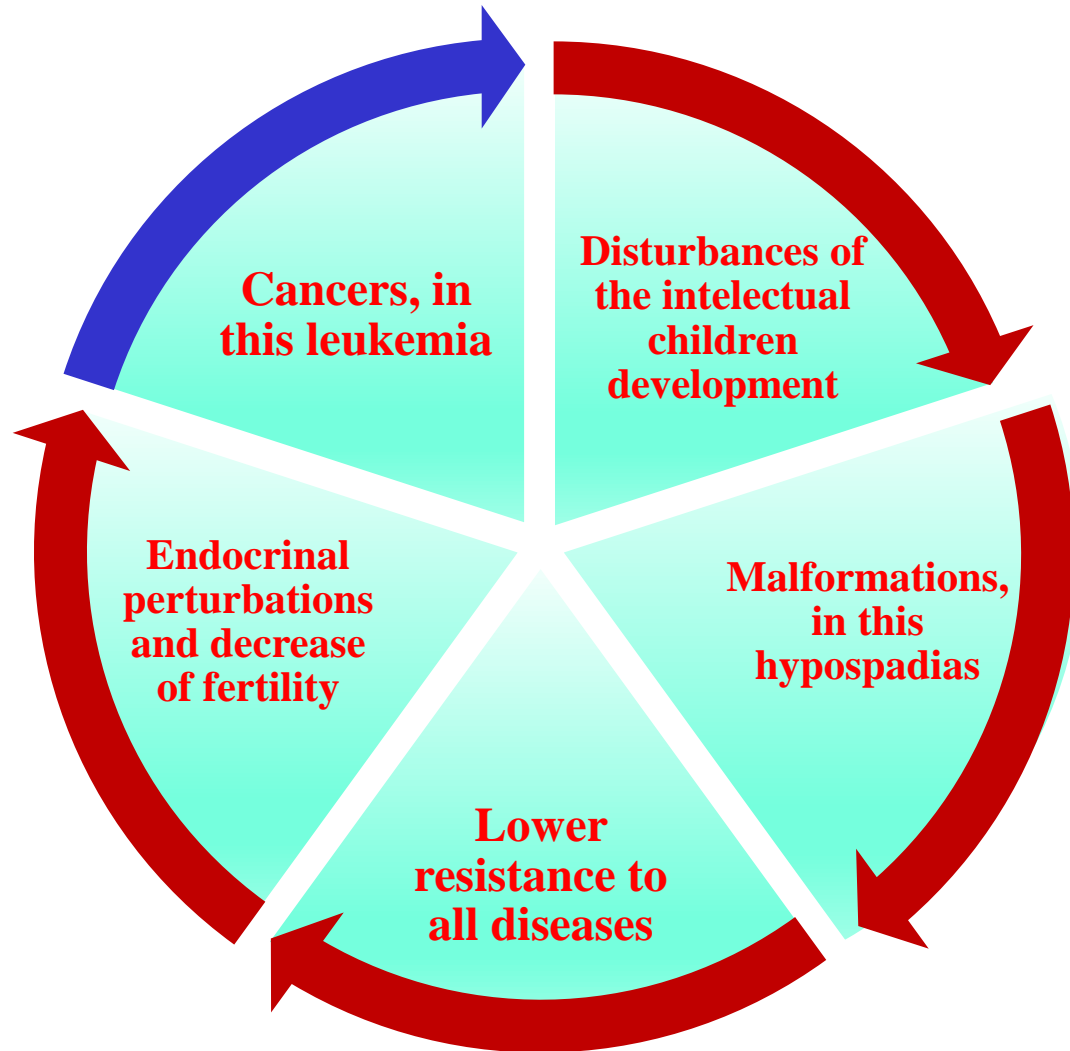 Disturbances of
the intelectual
children
development
Malformations,
in this
hypospadias
Lower
resistance to
all diseases
Endocrinal
perturbations
and decrease
of fertility
Cancers, in
this leukemia